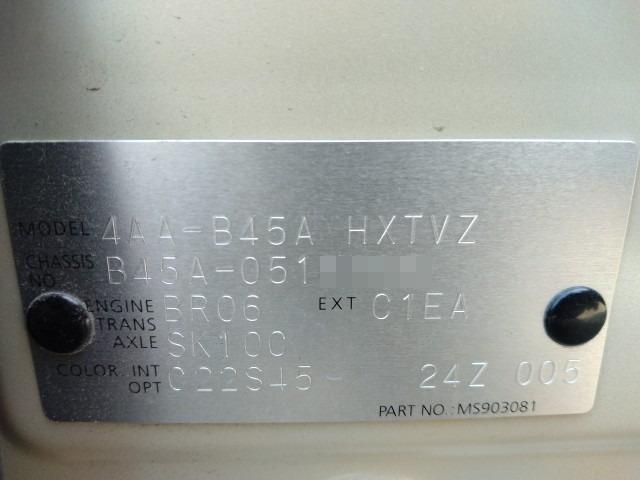 MODEL 4AA-B45A HXTVZ
CHASSIS NO. B45A-051
ENGINE BR06 EXT C1EA
TRANS AXLE SK10C
COLOR. INT OPT C22S45- 24Z 005
PART NO.:MS903081